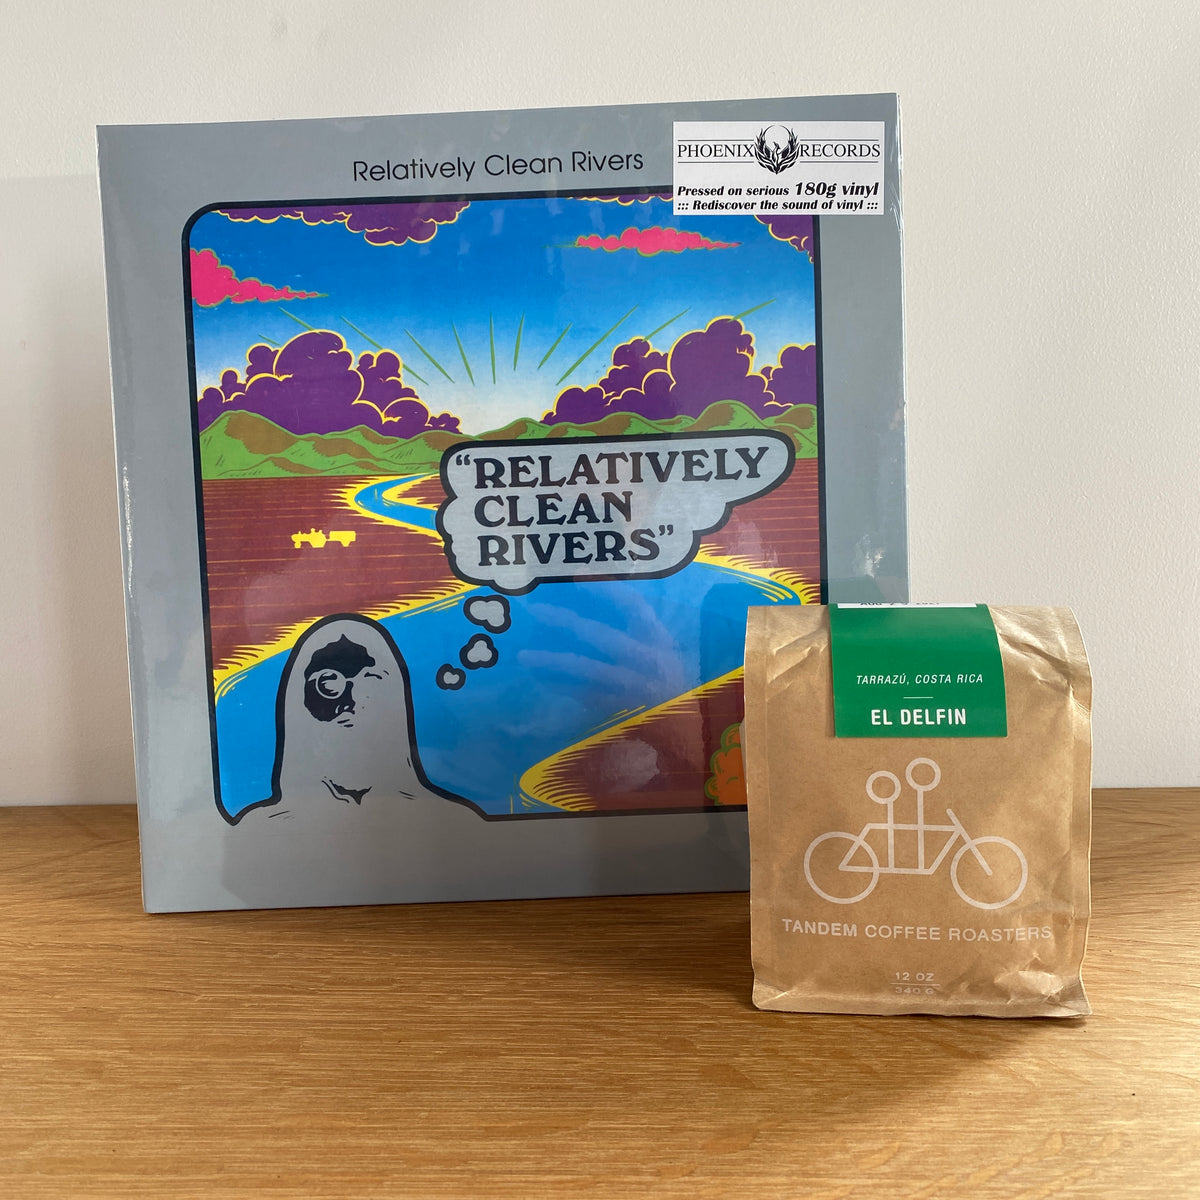 Relatively Clean Rivers
PHOENIX RECORDS
Pressed on serious 180g vinyl
::: Rediscover the sound of vinyl :::
“RELATIVELY
CLEAN
RIVERS”
TARRAZÚ, COSTA RICA
EL DELFIN
TANDEM COFFEE ROASTERS
12 OZ
340 G